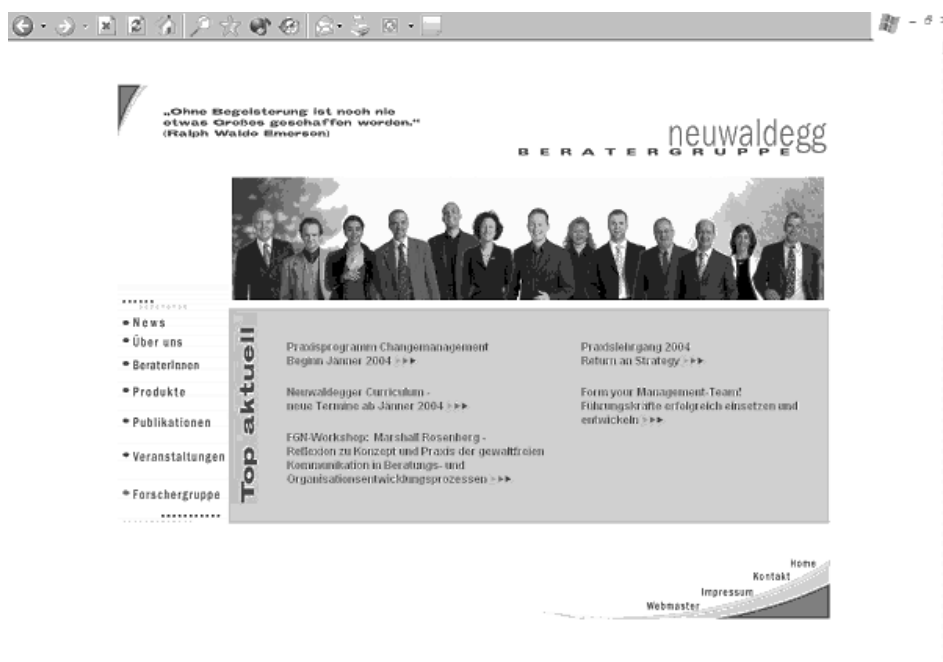 „Ohne Begeisterung ist noch nie
etwas Großes geschaffen worden."
(Ralph Waldo Emerson)
neuwaldegg
BERATERGRUPPE
News
Über uns
BeraterInnen
Produkte
Publikationen
Veranstaltungen
Forschergruppe
Top aktuell
Praxisprogramm Changemanagement
Beginn Jänner 2004
Neuwaldegger Curriculum -
neue Termine ab Jänner 2004
FGN-Workshop: Marshall Rosenberg -
Reflexion zu Konzept und Praxis der gewaltfreien
Kommunikation in Beratungs- und
Organisationsentwicklungsprozessen
Praxislehrgang 2004
Return an Strategy
Form your Management-Team!
Führungskräfte erfolgreich einsetzen und
entwickeln
Home
Kontakt
Impressum
Webmaster